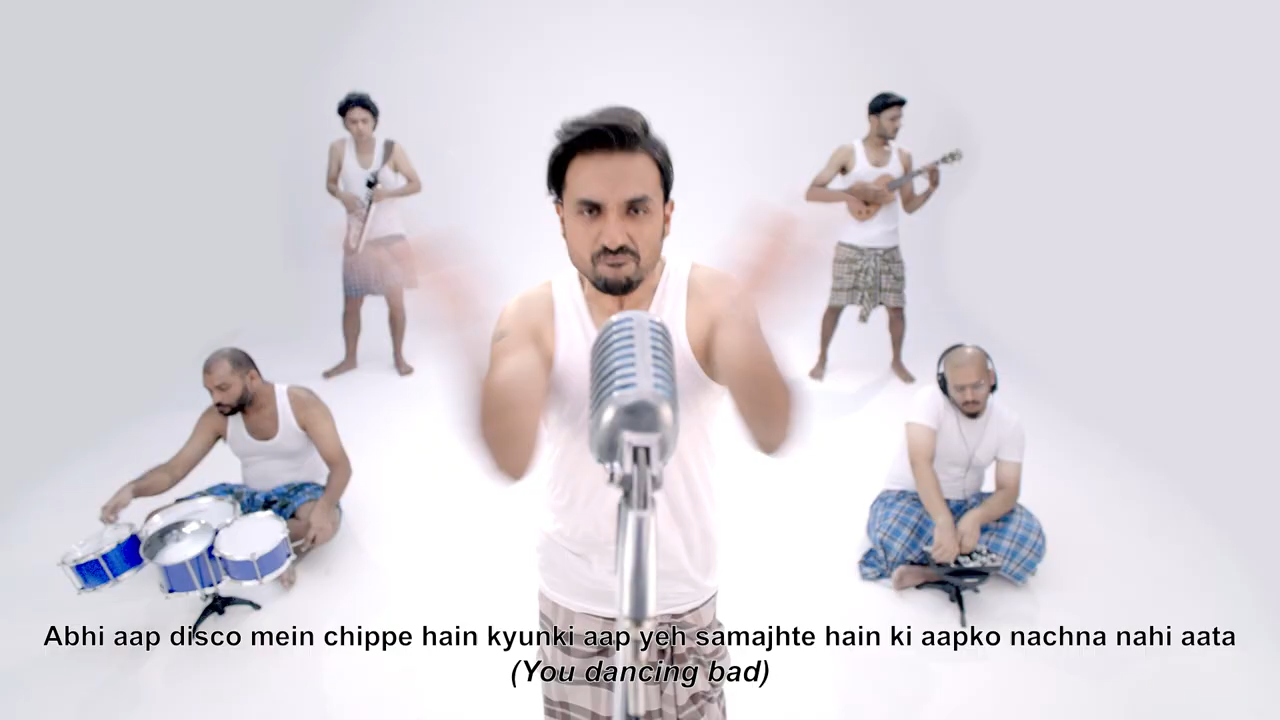 Abhi aap disco mein chippe hain kyunki aap yeh samajhte hain ki aapko nachna nahi aata
(You dancing bad)